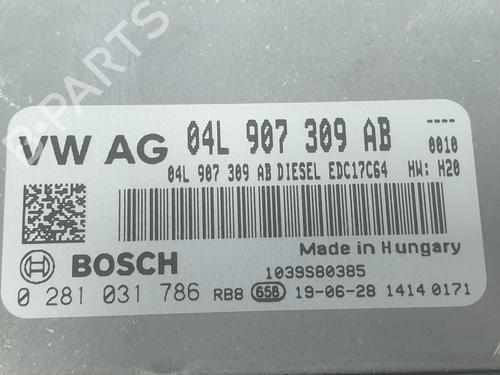 B-PARTS
VW AG 04L 907 309 AB
0010
04L 907 309 AB DIESEL EDC17C64 HW: H20
Made in Hungary
BOSCH 1039S80385
0 281 031 786 RB8 65B 19-06-28 1414 0171